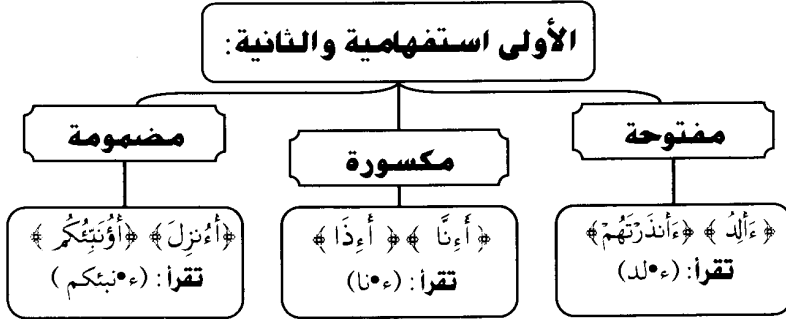 الأولى استفهامية والثانية:
مفتوحة
﴿ءَأَلِدُ﴾ ﴿ءَأَنذَرْتَهُمْ﴾
تقرأ: (ء•لد)
مكسورة
﴿أَءِنَّا﴾ ﴿أَءِذَا﴾
تقرأ: (ء•نا)
مضمومة
﴿أَءُنزِلَ﴾ ﴿أَؤُنَبِّئُكُم﴾
تقرأ: (ء•نبئكم)